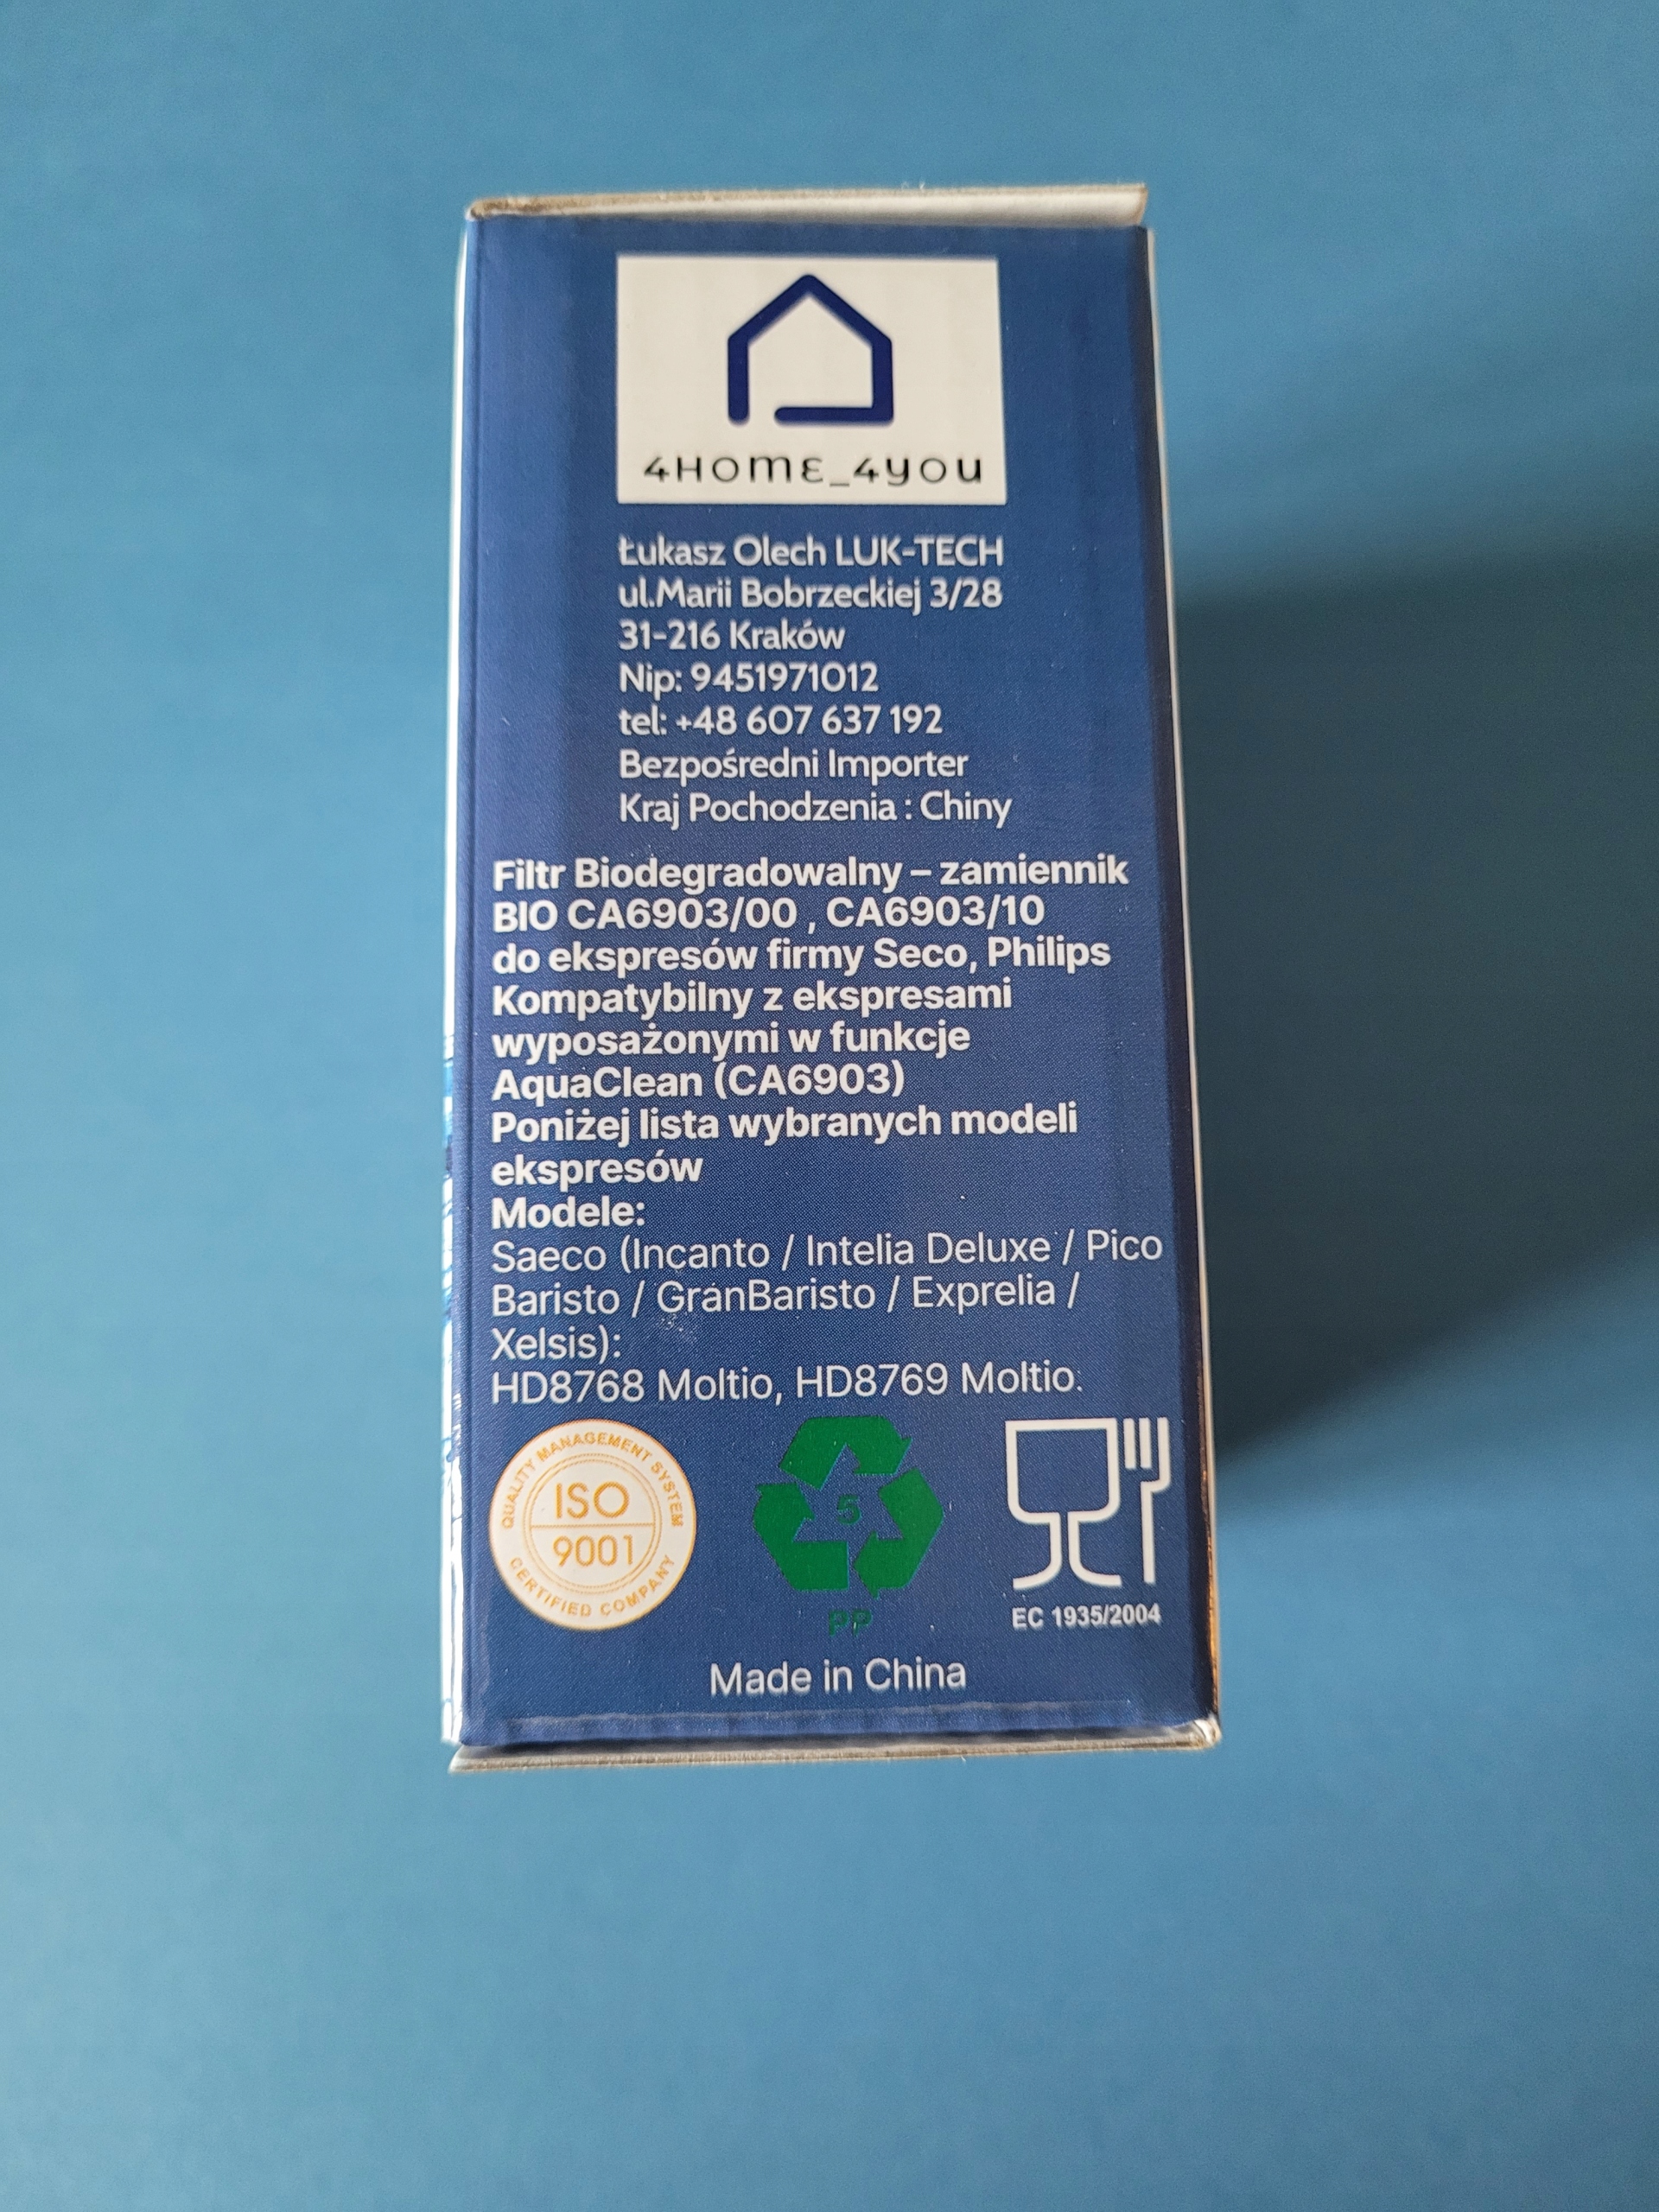 4HOME_4YOU
Łukasz Olech LUK-TECH
ul.Marii Bobrzeckiej 3/28
31-216 Kraków
Nip: 9451971012
tel: +48 607 637 192
Bezpośredni Importer
Kraj Pochodzenia : Chiny
Filtr Biodegradowalny – zamiennik
BIO CA6903/00 , CA6903/10
do ekspresów firmy Seco, Philips
Kompatybilny z ekspresami
wyposażonymi w funkcje
AquaClean (CA6903)
Poniżej lista wybranych modeli
ekspresów
Modele:
Saeco (Incanto / Intelia Deluxe / Pico
Baristo / GranBaristo / Exprelia /
Xelsis):
HD8768 Moltio, HD8769 Moltio.
QUALITY MANAGEMENT SYSTEM
ISO
9001
CERTIFIED COMPANY
5
PP
EC 1935/2004
Made in China